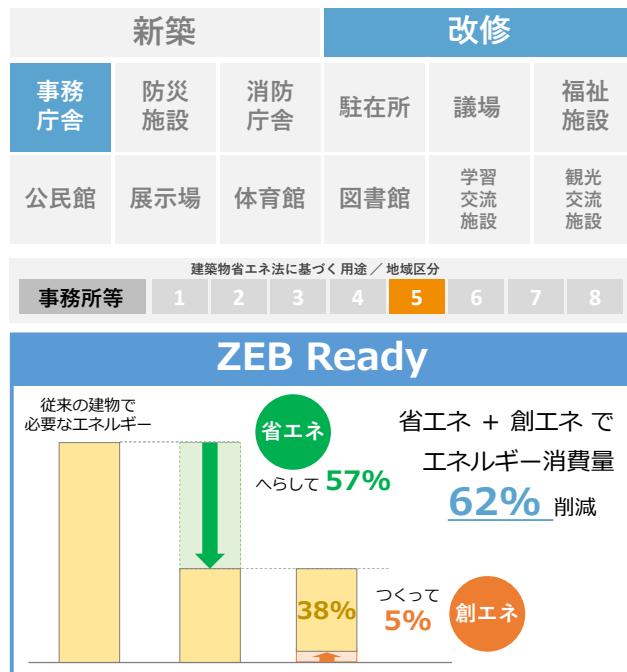 新築 改修
事務
庁舎
防災
施設
消防
庁舎
駐在所
議場
福祉
施設
公民館
展示場
体育館
図書館
学習
交流
施設
観光
交流
施設
建築物省エネ法に基づく用途 ／ 地域区分
事務所等 1 2 3 4 5 6 7 8
ZEB Ready
従来の建物で
必要なエネルギー
省エネ
へらして 57%
省エネ + 創エネ で
エネルギー消費量
62% 削減
38%
つくって
5%
創エネ